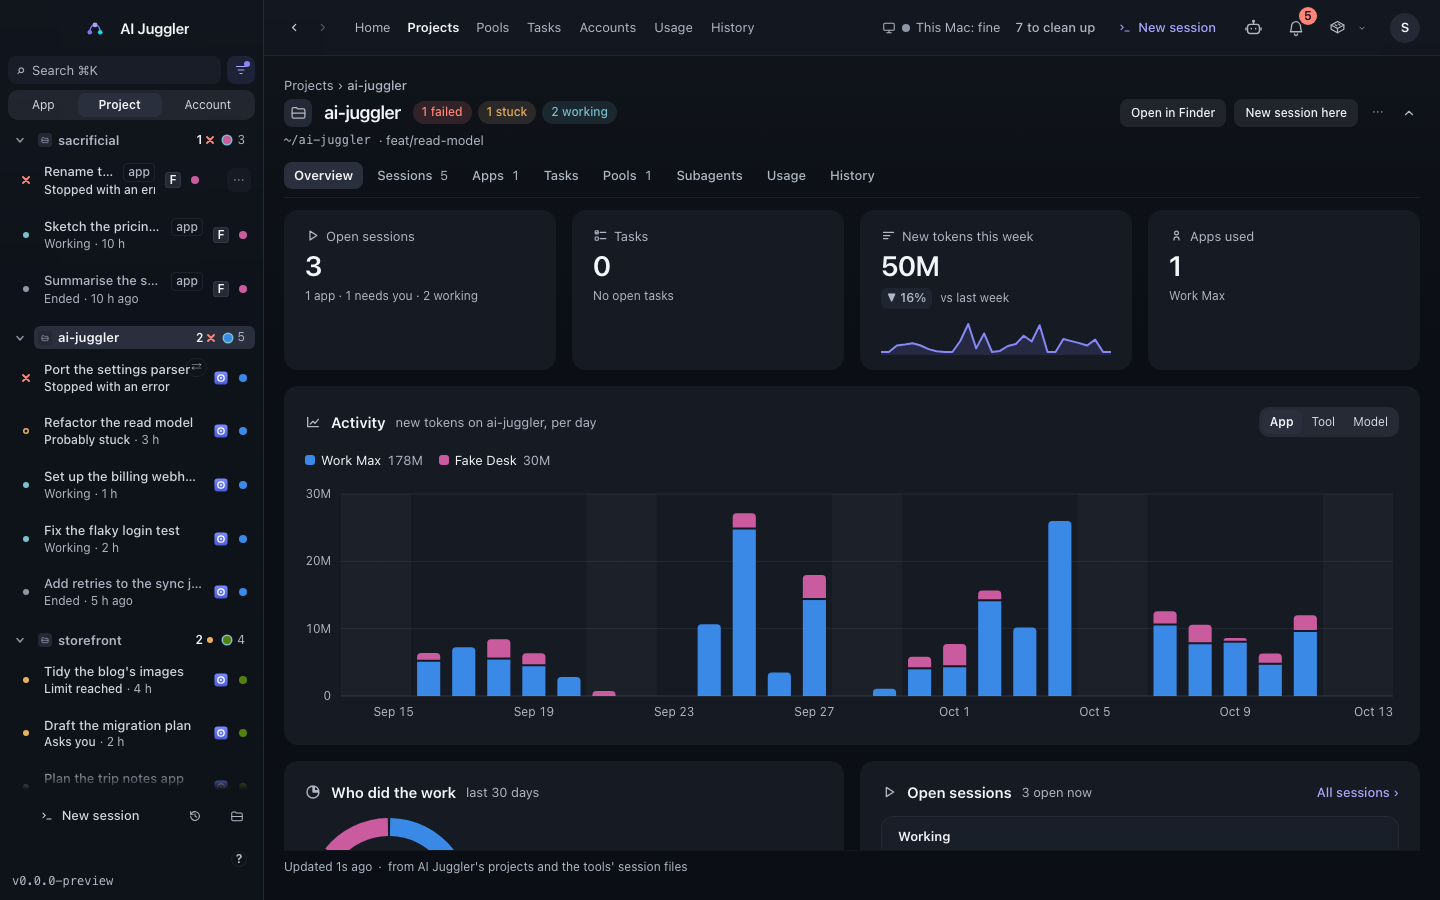 AI Juggler
Search ⌘K
App Project Account
sacrificial 1 3
Rename t... app F
Stopped with an er
Sketch the pricin... app F
Working · 10 h
Summarise the s... app F
Ended · 10 h ago
ai-juggler 2 5
Port the settings parser
Stopped with an error
Refactor the read model
Probably stuck · 3 h
Set up the billing webh...
Working · 1 h
Fix the flaky login test
Working · 2 h
Add retries to the sync j...
Ended · 5 h ago
storefront 2 4
Tidy the blog's images
Limit reached · 4 h
Draft the migration plan
Asks you · 2 h
Plan the trip notes app
New session
?
v0.0.0-preview
Home Projects Pools Tasks Accounts Usage History
This Mac: fine 7 to clean up New session 5 S
Projects › ai-juggler
ai-juggler 1 failed 1 stuck 2 working
Open in Finder New session here ...
~/ai-juggler · feat/read-model
Overview Sessions 5 Apps 1 Tasks Pools 1 Subagents Usage History
Open sessions
3
1 app · 1 needs you · 2 working
Tasks
0
No open tasks
New tokens this week
50M
▼ 16% vs last week
Apps used
1
Work Max
Activity new tokens on ai-juggler, per day
App Tool Model
Work Max 178M Fake Desk 30M
30M
20M
10M
0
Sep 15 Sep 19 Sep 23 Sep 27 Oct 1 Oct 5 Oct 9 Oct 13
Who did the work last 30 days
Open sessions 3 open now
All sessions ›
Working
Updated 1s ago · from AI Juggler's projects and the tools' session files